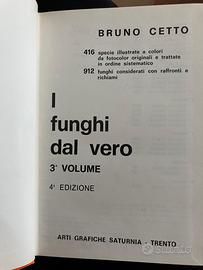 BRUNO CETTO
416 specie illustrate a colori
da fotocolor originali e trattate
in ordine sistematico
912 funghi considerati con raffronti e
richiami
I
funghi
dal vero
3° VOLUME
4ª EDIZIONE
ARTI GRAFICHE SATURNIA - TRENTO
subito